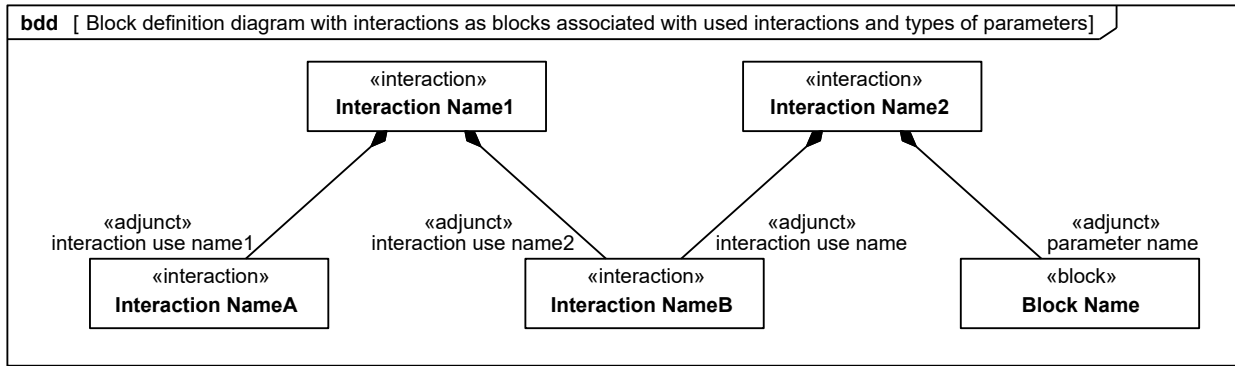 bdd [ Block definition diagram with interactions as blocks associated with used interactions and types of parameters]
«interaction»
Interaction Name1
«interaction»
Interaction Name2
«adjunct»
interaction use name1
«adjunct»
interaction use name2
«adjunct»
interaction use name
«adjunct»
parameter name
«interaction»
Interaction NameA
«interaction»
Interaction NameB
«block»
Block Name